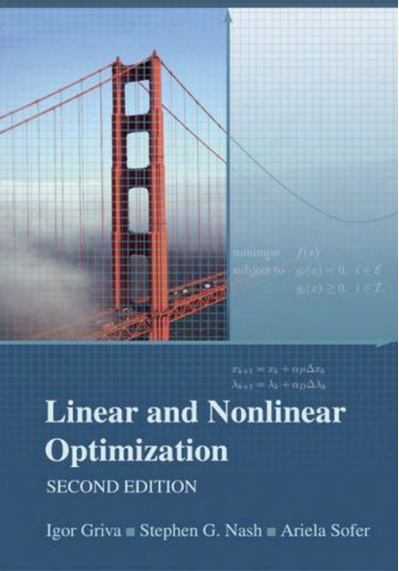 minimize f(x)
subject to g_i(x) = 0, i ∈ ℰ
g_i(x) ≥ 0, i ∈ ℐ.
x_{k+1} = x_k + α_P Δx_k
λ_{k+1} = λ_k + α_D Δλ_k
Linear and Nonlinear
Optimization
SECOND EDITION
Igor Griva ■ Stephen G. Nash ■ Ariela Sofer